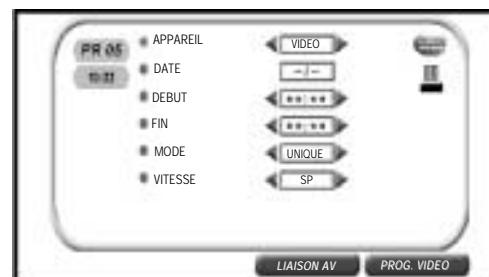 PR 05
APPAREIL VIDEO
DATE --/--
DEBUT **:**
FIN **:**
MODE UNIQUE
VITESSE SP
LIAISON AV PROG. VIDEO